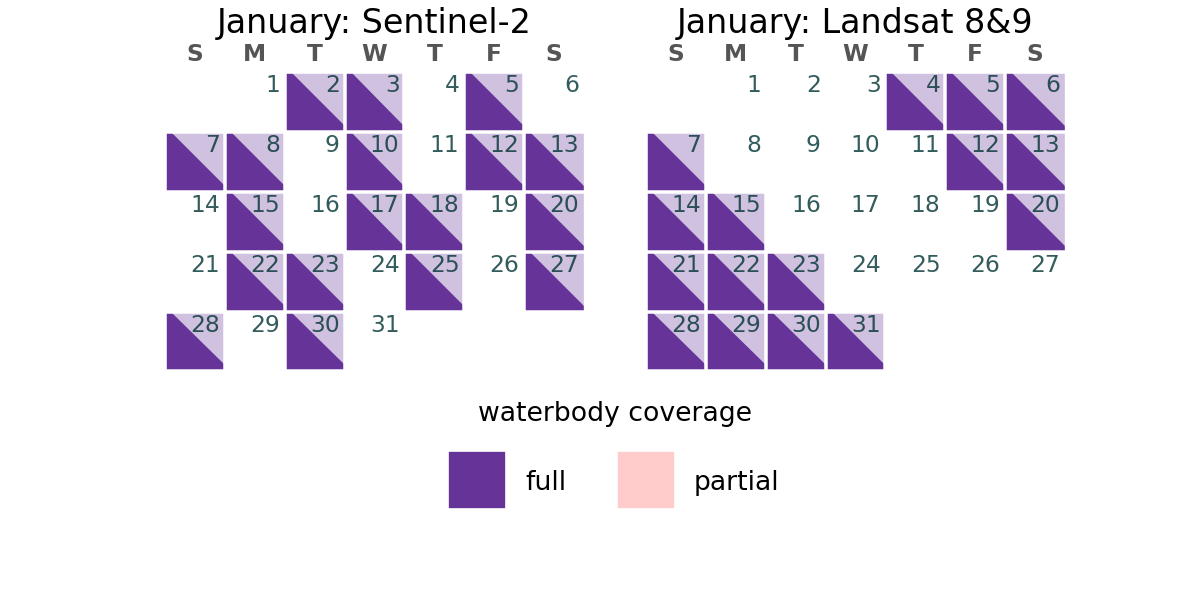 January: Sentinel-2
S M T W T F S
1 2 3 4 5 6
7 8 9 10 11 12 13
14 15 16 17 18 19 20
21 22 23 24 25 26 27
28 29 30 31
January: Landsat 8&9
S M T W T F S
1 2 3 4 5 6
7 8 9 10 11 12 13
14 15 16 17 18 19 20
21 22 23 24 25 26 27
28 29 30 31
waterbody coverage
full partial